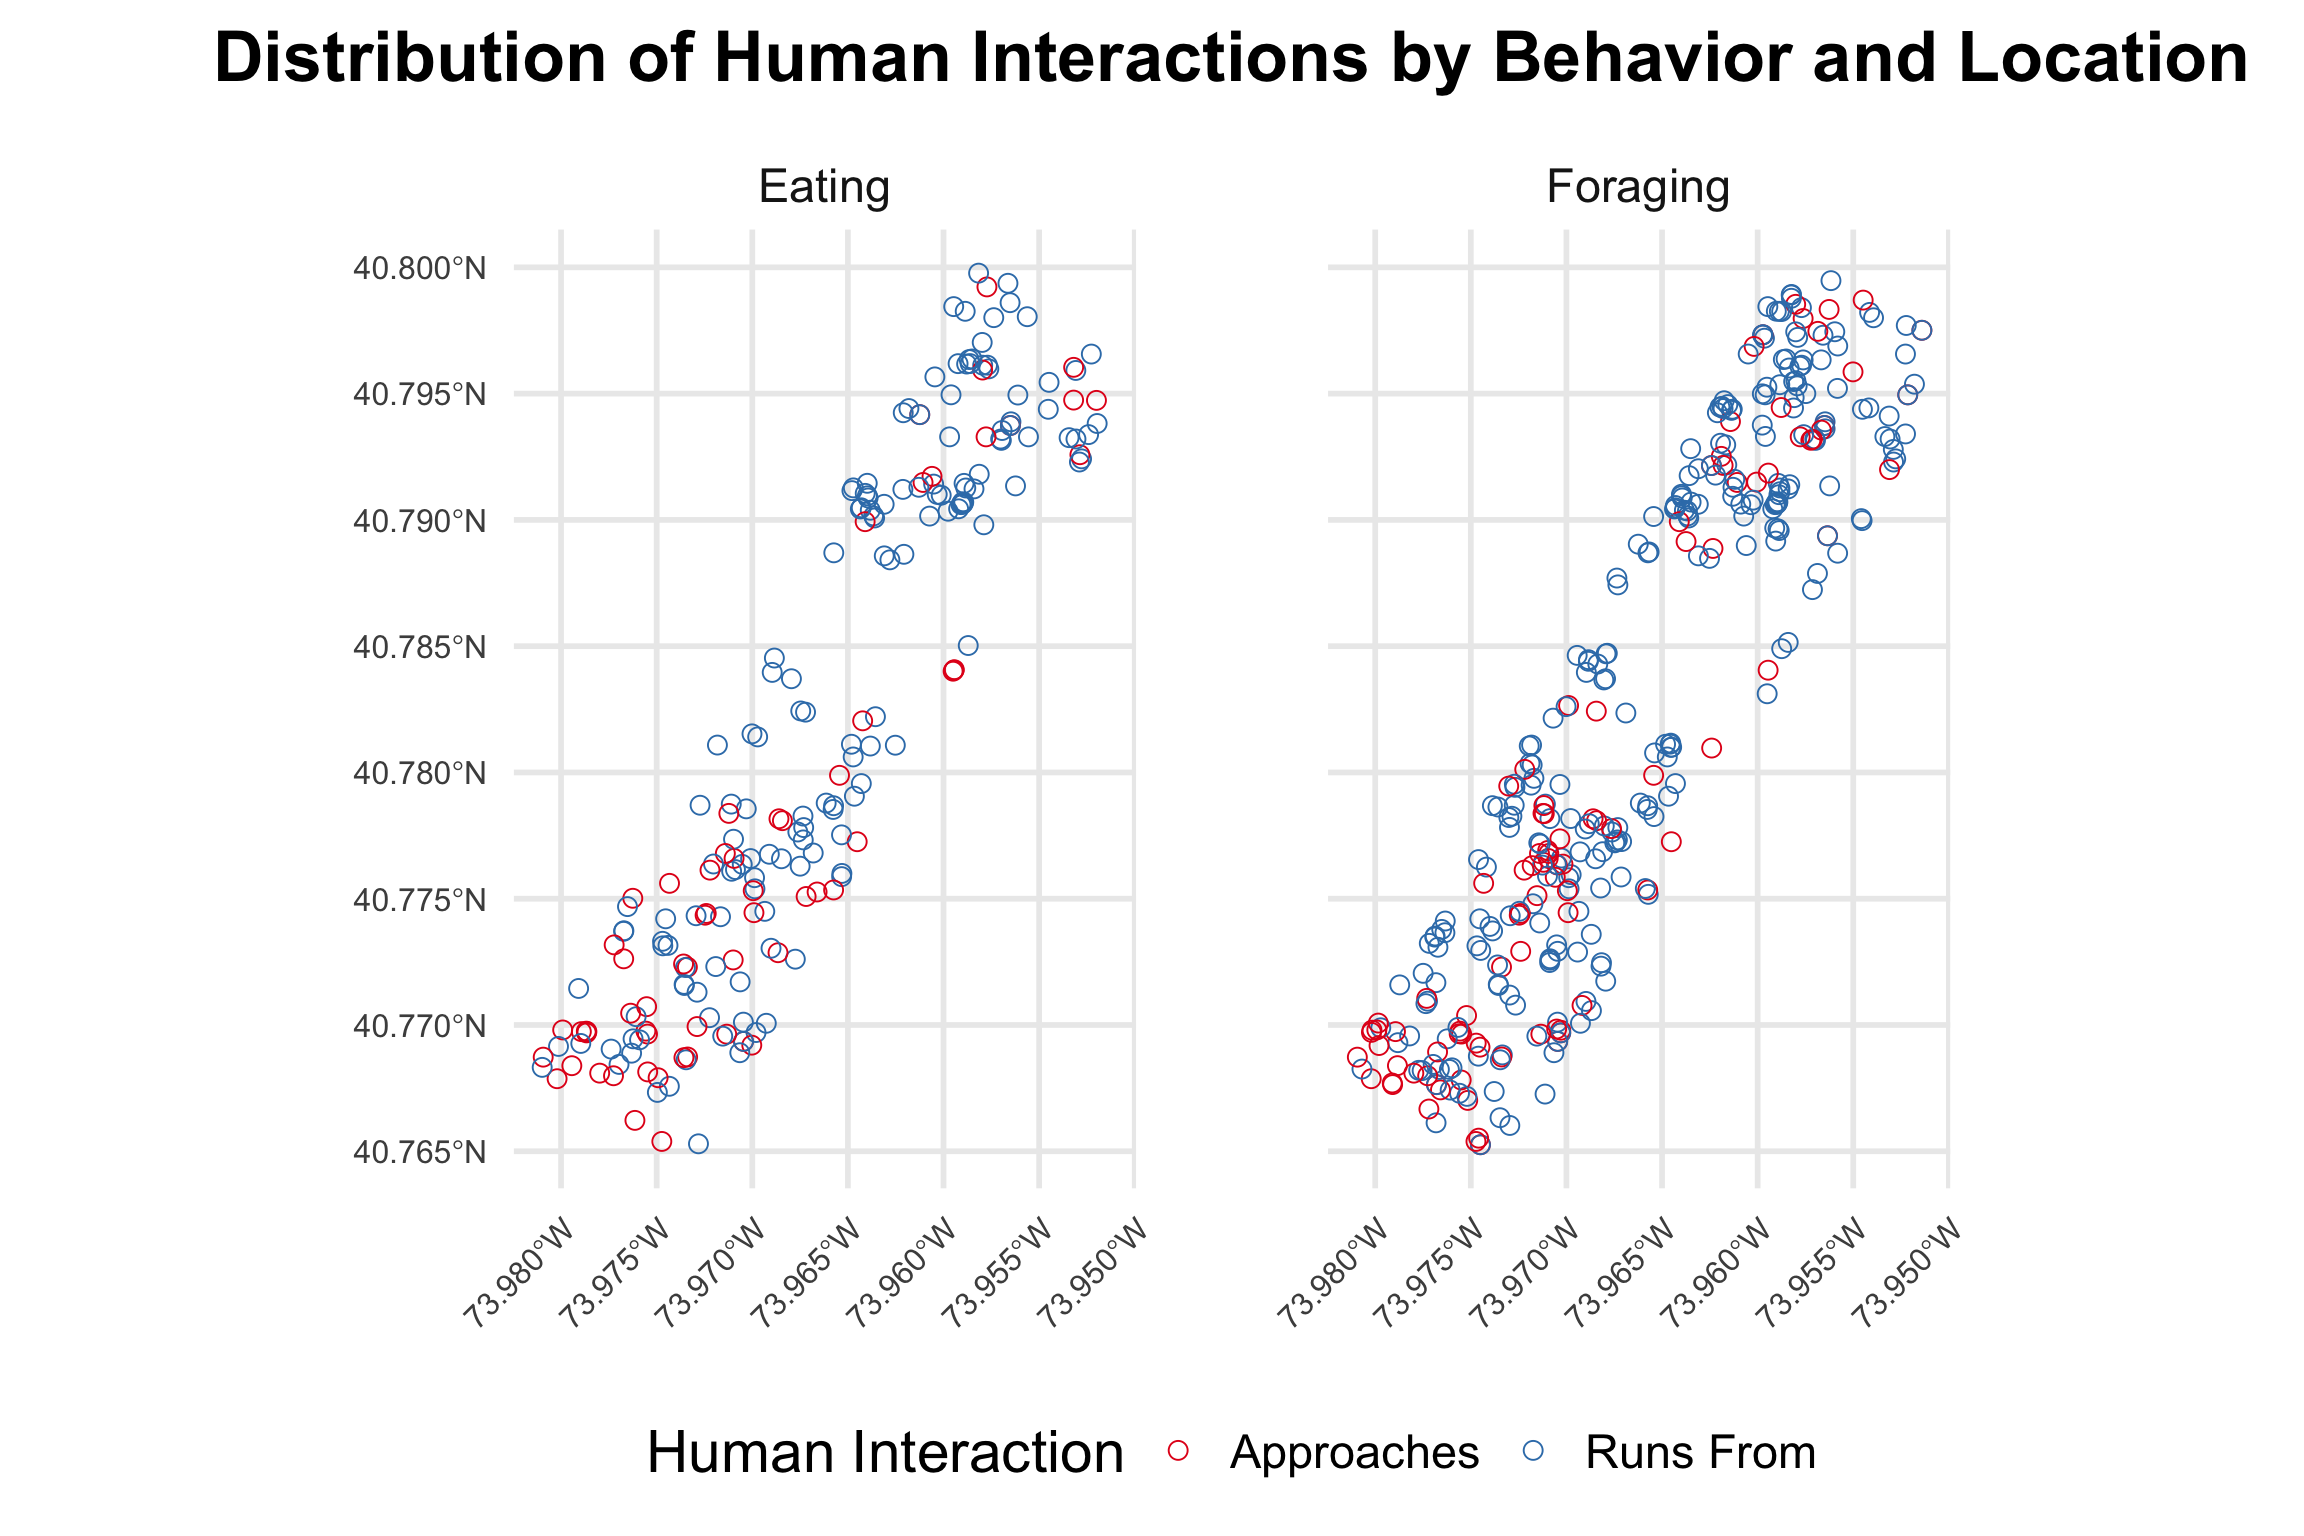 Distribution of Human Interactions by Behavior and Location
Eating
Foraging
40.800°N
40.795°N
40.790°N
40.785°N
40.780°N
40.775°N
40.770°N
40.765°N
73.980°W
73.975°W
73.970°W
73.965°W
73.960°W
73.955°W
73.950°W
73.980°W
73.975°W
73.970°W
73.965°W
73.960°W
73.955°W
73.950°W
Human Interaction Approaches Runs From